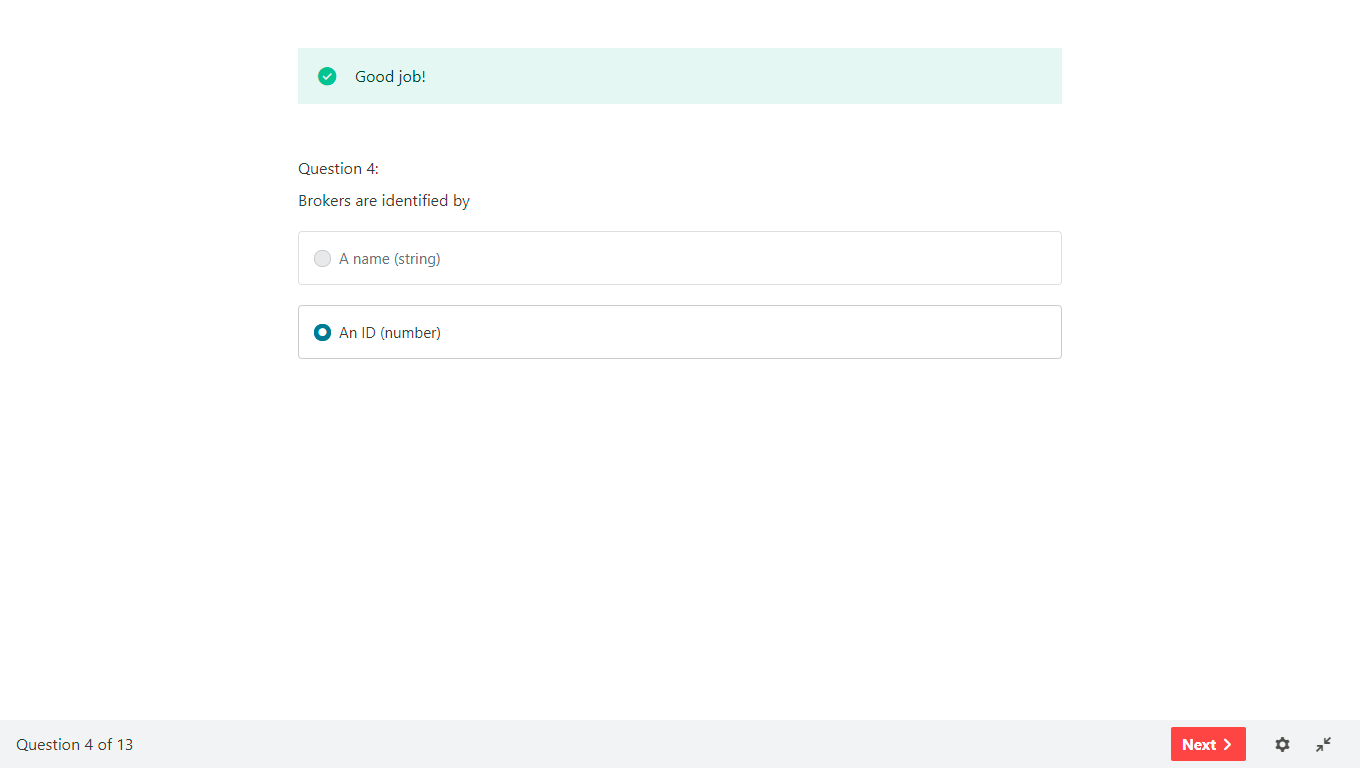 Good job!
Question 4:
Brokers are identified by
A name (string)
An ID (number)
Question 4 of 13
Next